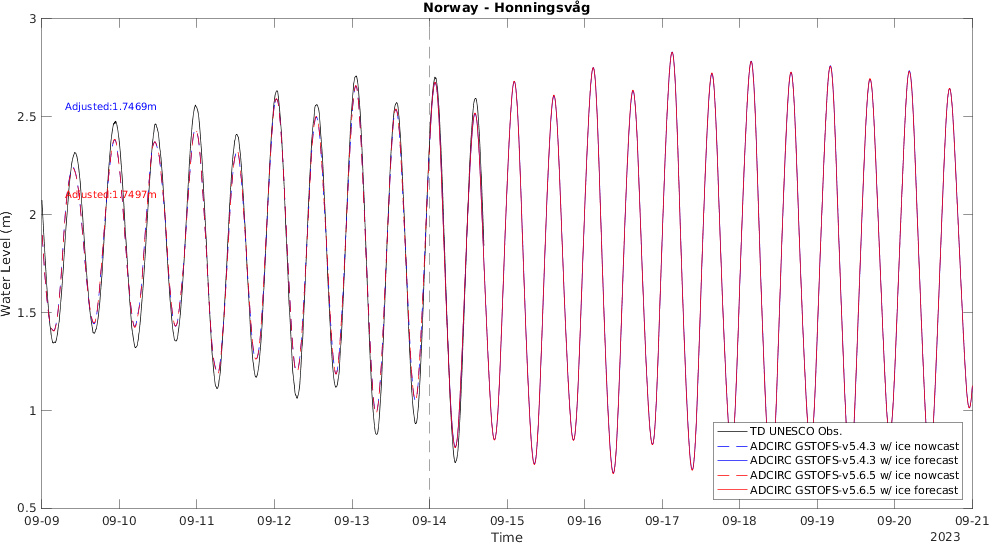 Norway - Honningsvåg
3
2.5
2
1.5
1
0.5
Water Level (m)
Adjusted:1.7469m
Adjusted:1.7497m
TD UNESCO Obs.
ADCIRC GSTOFS-v5.4.3 w/ ice nowcast
ADCIRC GSTOFS-v5.4.3 w/ ice forecast
ADCIRC GSTOFS-v5.6.5 w/ ice nowcast
ADCIRC GSTOFS-v5.6.5 w/ ice forecast
09-09 09-10 09-11 09-12 09-13 09-14 09-15 09-16 09-17 09-18 09-19 09-20 09-21
Time
2023